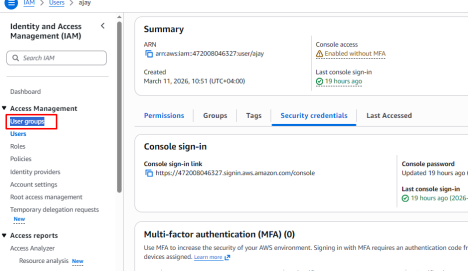 IAM > Users > ajay
Identity and Access Management (IAM)
Search IAM
Dashboard
Access Management
User groups
Users
Roles
Policies
Identity providers
Account settings
Root access management
Temporary delegation requests
New
Access reports
Access Analyzer
Resource analysis New
Summary
ARN
arn:aws:iam::472008046327:user/ajay
Created
March 11, 2026, 10:51 (UTC+04:00)
Console access
Enabled without MFA
Last console sign-in
19 hours ago
Permissions Groups Tags Security credentials Last Accessed
Console sign-in
Console sign-in link
https://472008046327.signin.aws.amazon.com/console
Console password
Updated 19 hours ago (
Last console sign-in
19 hours ago (2026-
Multi-factor authentication (MFA) (0)
Use MFA to increase the security of your AWS environment. Signing in with MFA requires an authentication code fr
devices assigned. Learn more